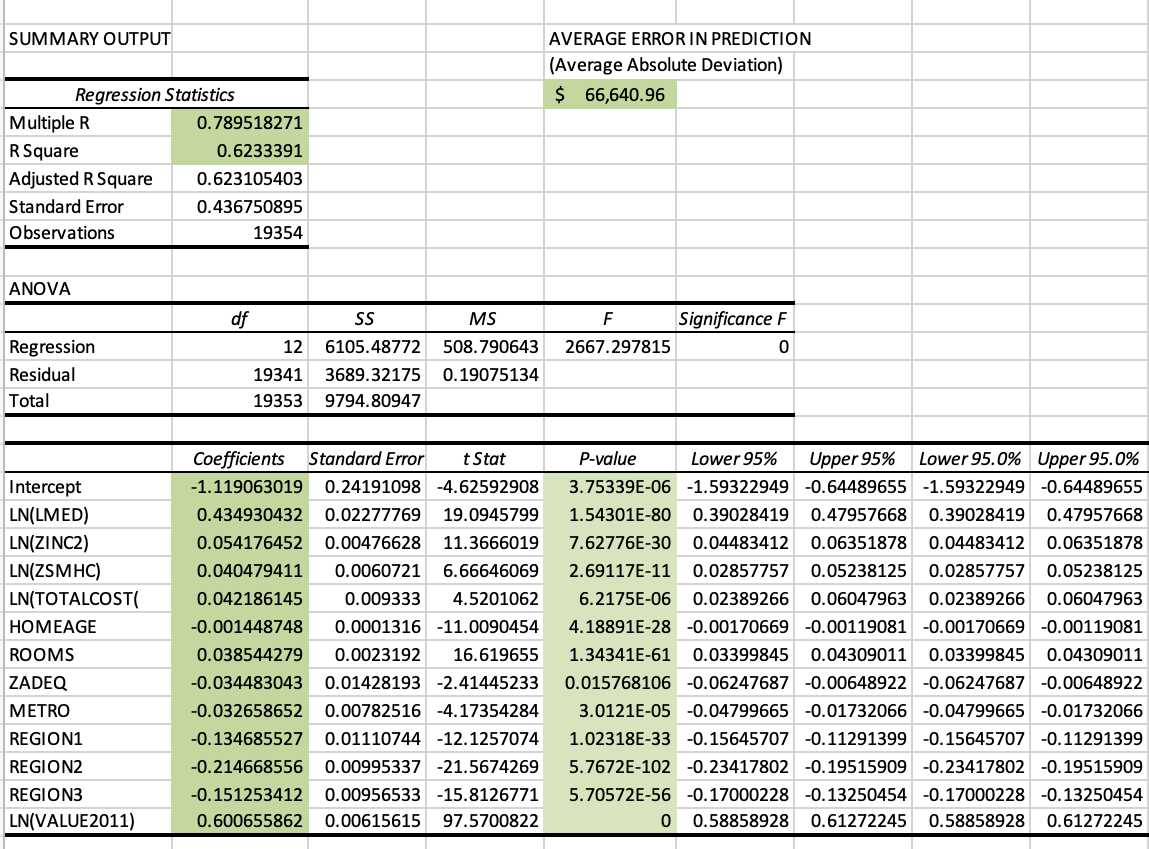 SUMMARY OUTPUT AVERAGE ERROR IN PREDICTION
(Average Absolute Deviation)
Regression Statistics $ 66,640.96
Multiple R 0.789518271
R Square 0.6233391
Adjusted R Square 0.623105403
Standard Error 0.436750895
Observations 19354
ANOVA
df SS MS F Significance F
Regression 12 6105.48772 508.790643 2667.297815 0
Residual 19341 3689.32175 0.19075134
Total 19353 9794.80947
Coefficients Standard Error t Stat P-value Lower 95% Upper 95% Lower 95.0% Upper 95.0%
Intercept -1.119063019 0.24191098 -4.62592908 3.75339E-06 -1.59322949 -0.64489655 -1.59322949 -0.64489655
LN(LMED) 0.434930432 0.02277769 19.0945799 1.54301E-80 0.39028419 0.47957668 0.39028419 0.47957668
LN(ZINC2) 0.054176452 0.00476628 11.3666019 7.62776E-30 0.04483412 0.06351878 0.04483412 0.06351878
LN(ZSMHC) 0.040479411 0.0060721 6.66646069 2.69117E-11 0.02857757 0.05238125 0.02857757 0.05238125
LN(TOTALCOST( 0.042186145 0.009333 4.5201062 6.2175E-06 0.02389266 0.06047963 0.02389266 0.06047963
HOMEAGE -0.001448748 0.0001316 -11.0090454 4.18891E-28 -0.00170669 -0.00119081 -0.00170669 -0.00119081
ROOMS 0.038544279 0.0023192 16.619655 1.34341E-61 0.03399845 0.04309011 0.03399845 0.04309011
ZADEQ -0.034483043 0.01428193 -2.41445233 0.015768106 -0.06247687 -0.00648922 -0.06247687 -0.00648922
METRO -0.032658652 0.00782516 -4.17354284 3.0121E-05 -0.04799665 -0.01732066 -0.04799665 -0.01732066
REGION1 -0.134685527 0.01110744 -12.1257074 1.02318E-33 -0.15645707 -0.11291399 -0.15645707 -0.11291399
REGION2 -0.214668556 0.00995337 -21.5674269 5.7672E-102 -0.23417802 -0.19515909 -0.23417802 -0.19515909
REGION3 -0.151253412 0.00956533 -15.8126771 5.70572E-56 -0.17000228 -0.13250454 -0.17000228 -0.13250454
LN(VALUE2011) 0.600655862 0.00615615 97.5700822 0 0.58858928 0.61272245 0.58858928 0.61272245